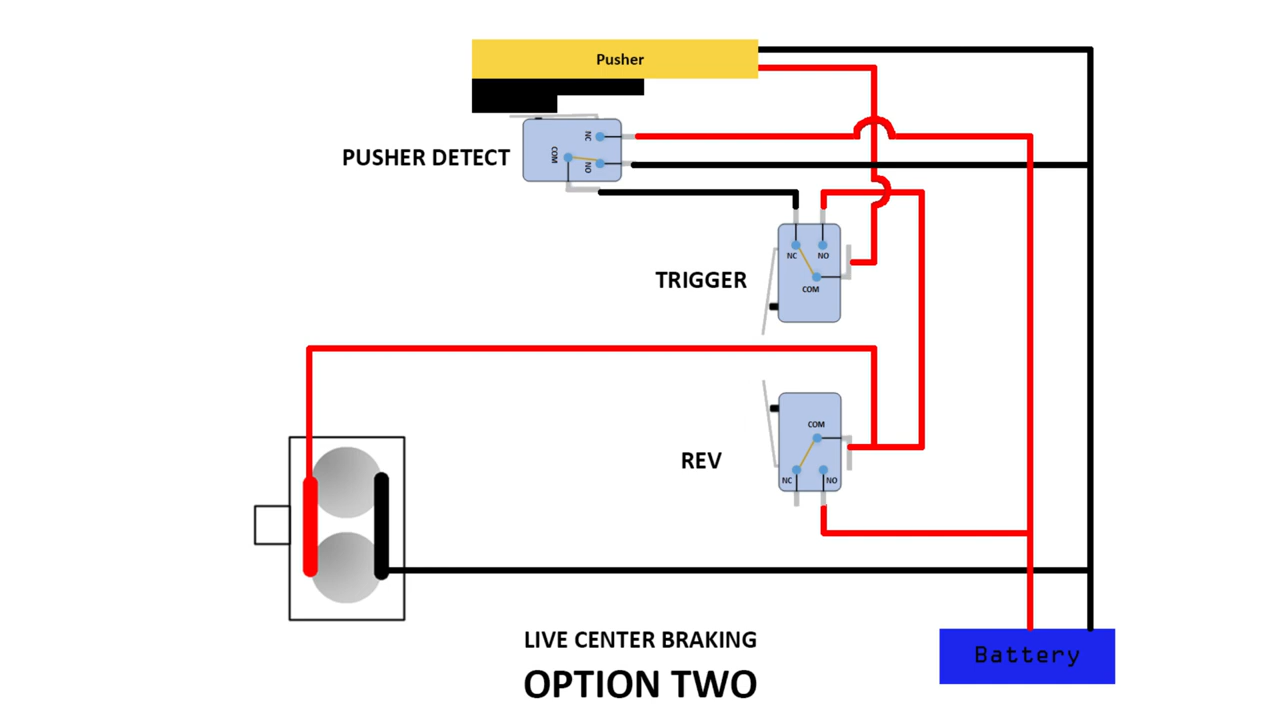 Pusher
NC
COM
NO
PUSHER DETECT
NC
NO
COM
TRIGGER
COM
NC
NO
REV
LIVE CENTER BRAKING
OPTION TWO
Battery